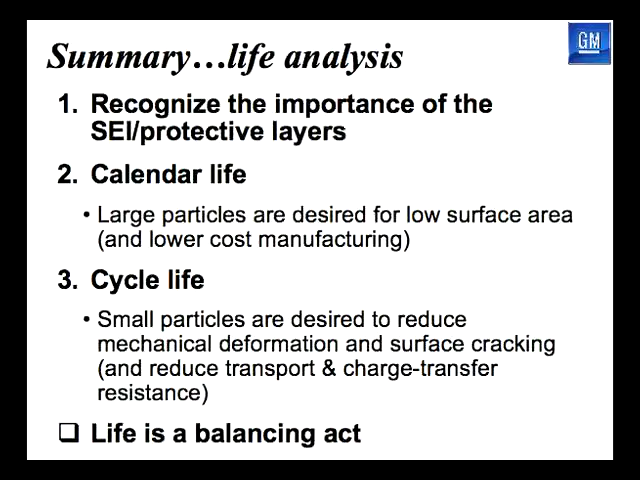 Summary...life analysis
GM
1. Recognize the importance of the
SEI/protective layers
2. Calendar life
• Large particles are desired for low surface area
(and lower cost manufacturing)
3. Cycle life
• Small particles are desired to reduce
mechanical deformation and surface cracking
(and reduce transport & charge-transfer
resistance)
❑ Life is a balancing act